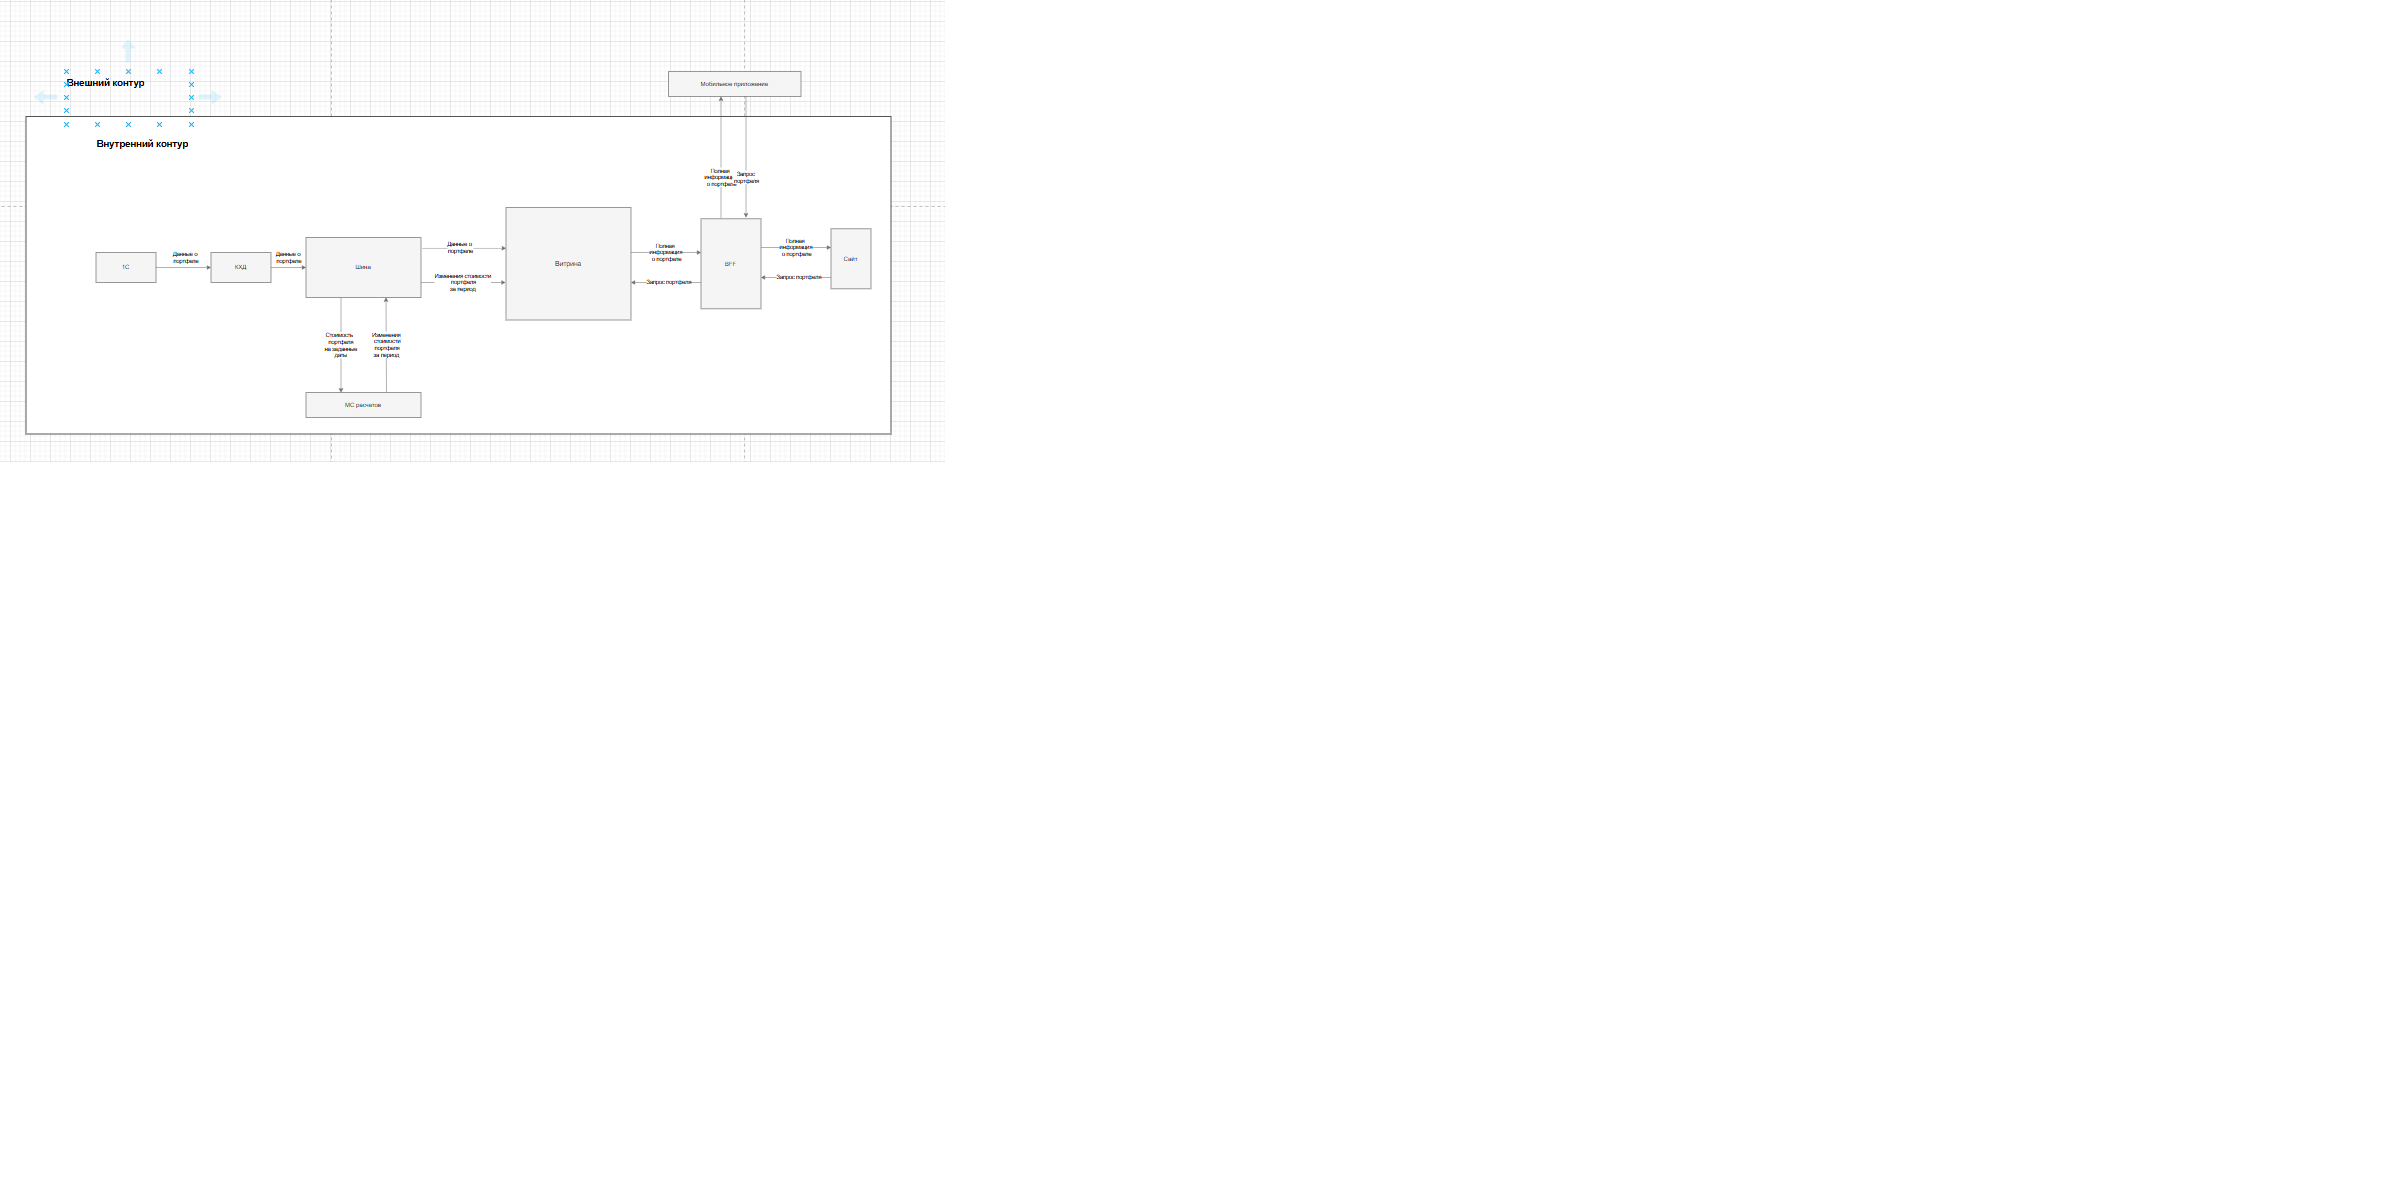 Внешний контур
Мобильное приложение
Внутренний контур
Полная
информаци
о портфеле
Запрос
портфеля
1С
Данные о
портфеле
КХД
Данные о
портфеле
Шина
Данные о
портфеле
Изменения стоимости
портфеля
за период
Витрина
Полная
информация
о портфеле
Запрос портфеля
BFF
Полная
информация
о портфеле
Запрос портфеля
Сайт
Стоимость
портфеля
на заданные
даты
Изменения
стоимости
портфеля
за период
МС расчетов